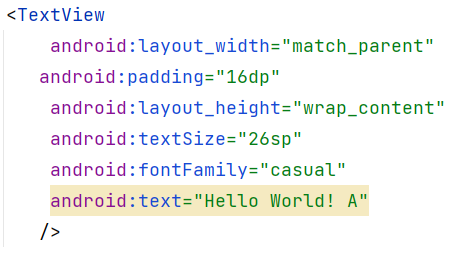 <TextView
android:layout_width="match_parent"
android:padding="16dp"
android:layout_height="wrap_content"
android:textSize="26sp"
android:fontFamily="casual"
android:text="Hello World! A"
/>